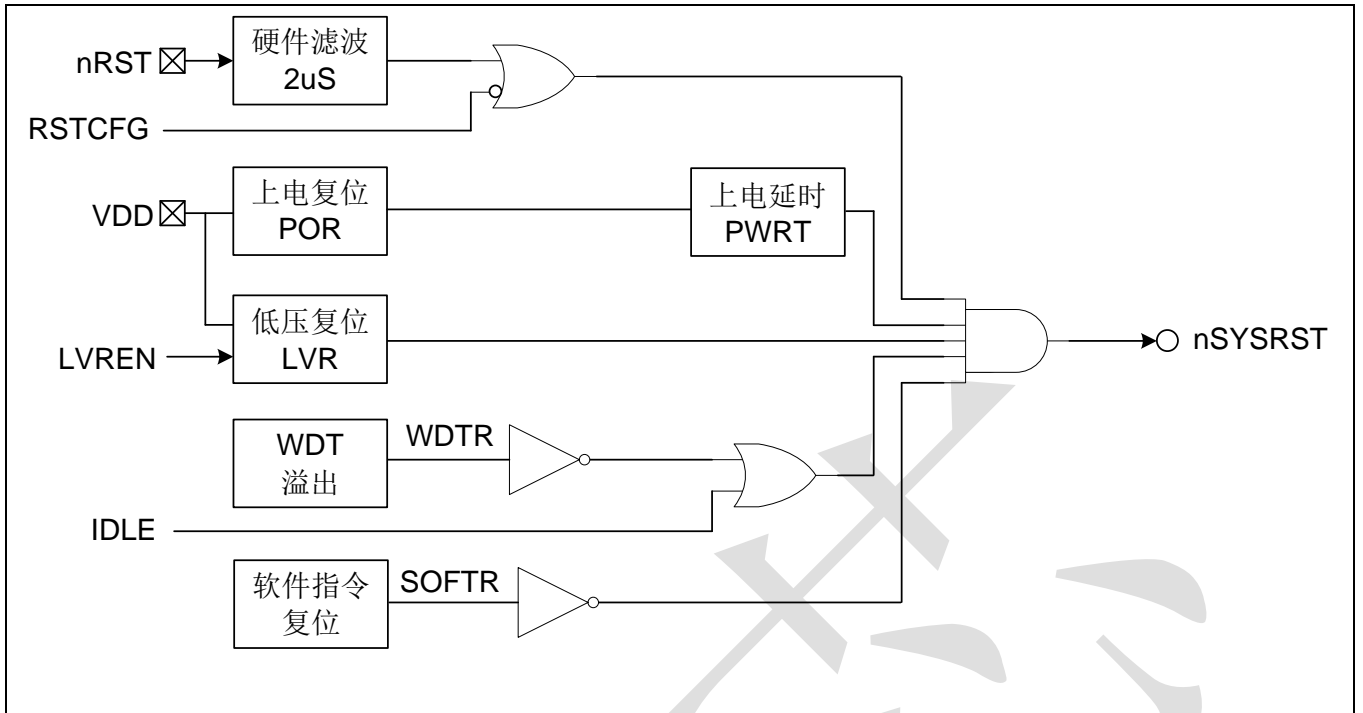 nRST
硬件滤波
2uS
RSTCFG
VDD
上电复位
POR
上电延时
PWRT
LVREN
低压复位
LVR
nSYSRST
WDT
溢出
WDTR
IDLE
软件指令
复位
SOFTR